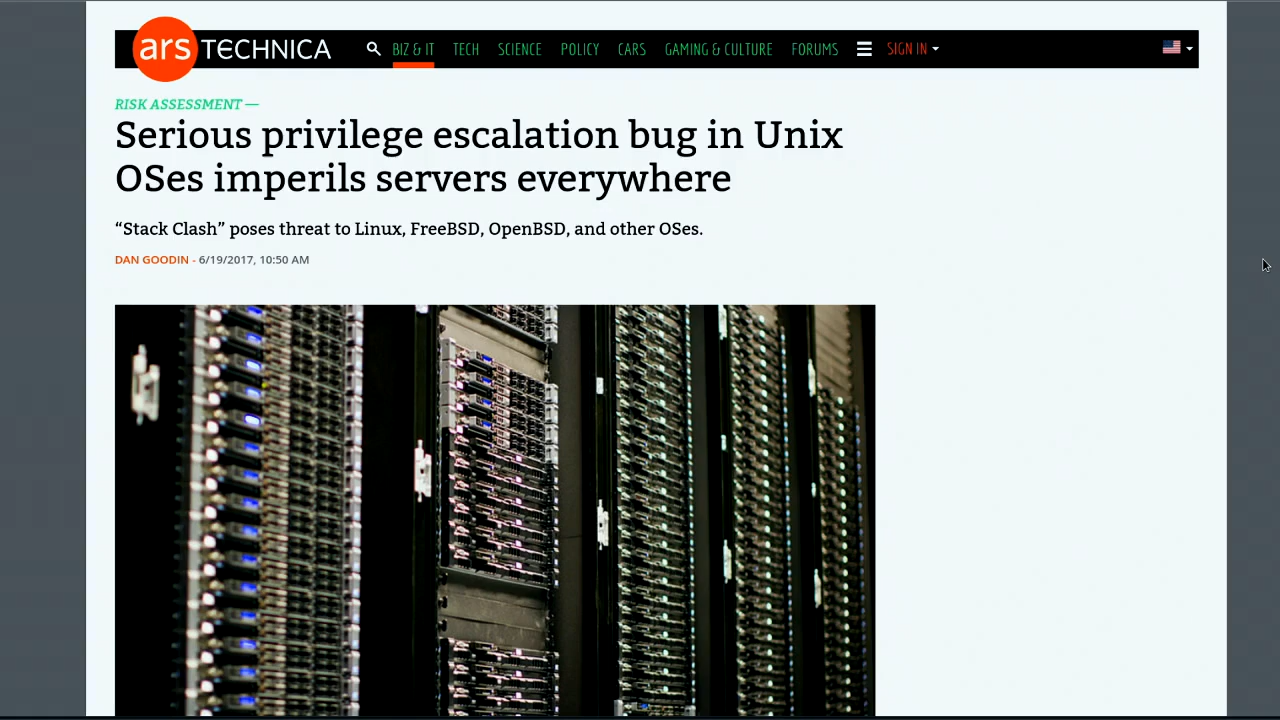 ars TECHNICA BIZ & IT TECH SCIENCE POLICY CARS GAMING & CULTURE FORUMS SIGN IN
RISK ASSESSMENT —
Serious privilege escalation bug in Unix
OSes imperils servers everywhere
“Stack Clash” poses threat to Linux, FreeBSD, OpenBSD, and other OSes.
DAN GOODIN - 6/19/2017, 10:50 AM